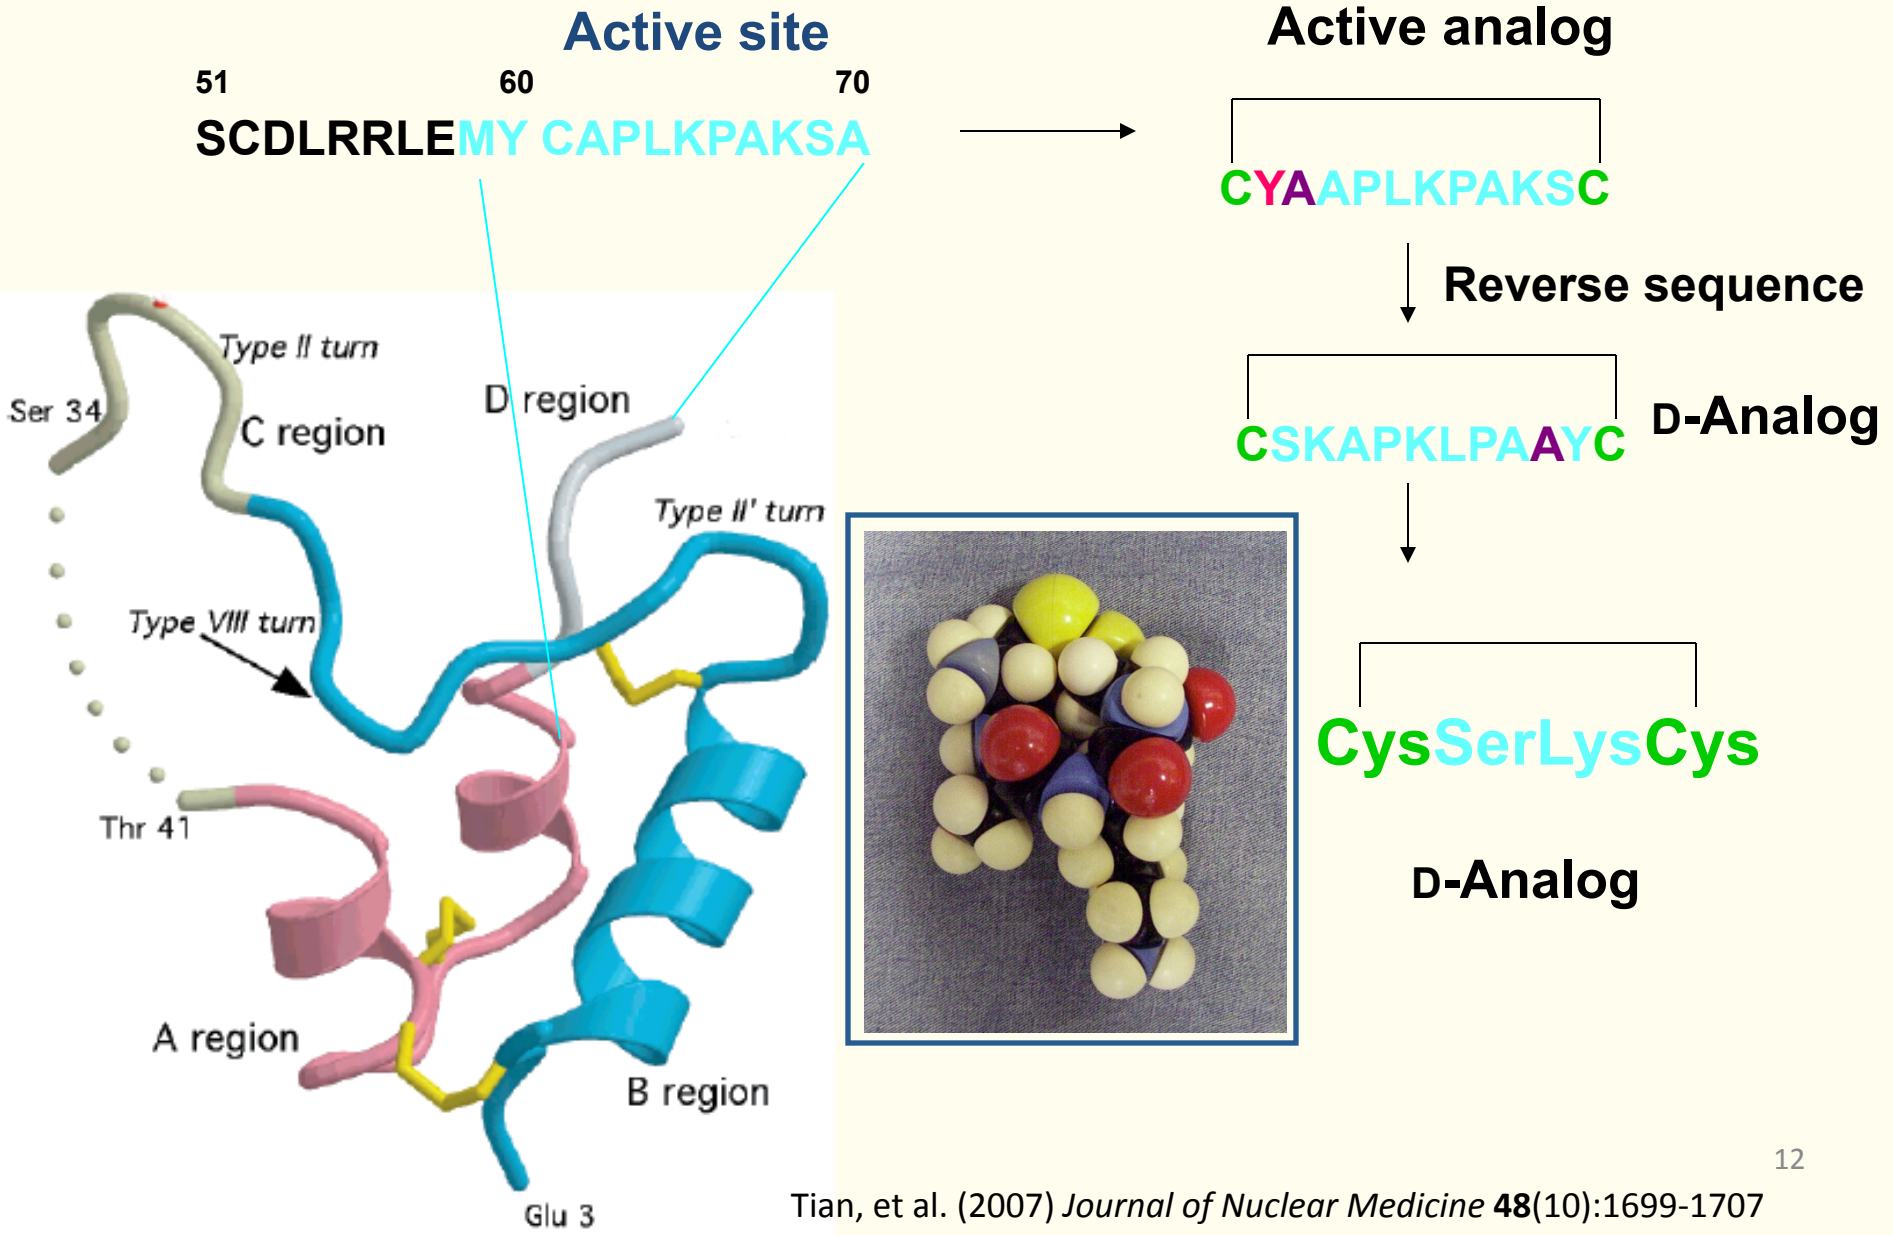 Active site
51 60 70
SCDLRRLEMY CAPLKPAKSA
Active analog
CYAAPLKPAKSC
Reverse sequence
CSKAPKLPAAYC
D-Analog
CysSerLysCys
D-Analog
Type II turn
Ser 34
C region
D region
Type II' turn
Type VIII turn
Thr 41
A region
B region
Glu 3
12
Tian, et al. (2007) Journal of Nuclear Medicine 48(10):1699-1707